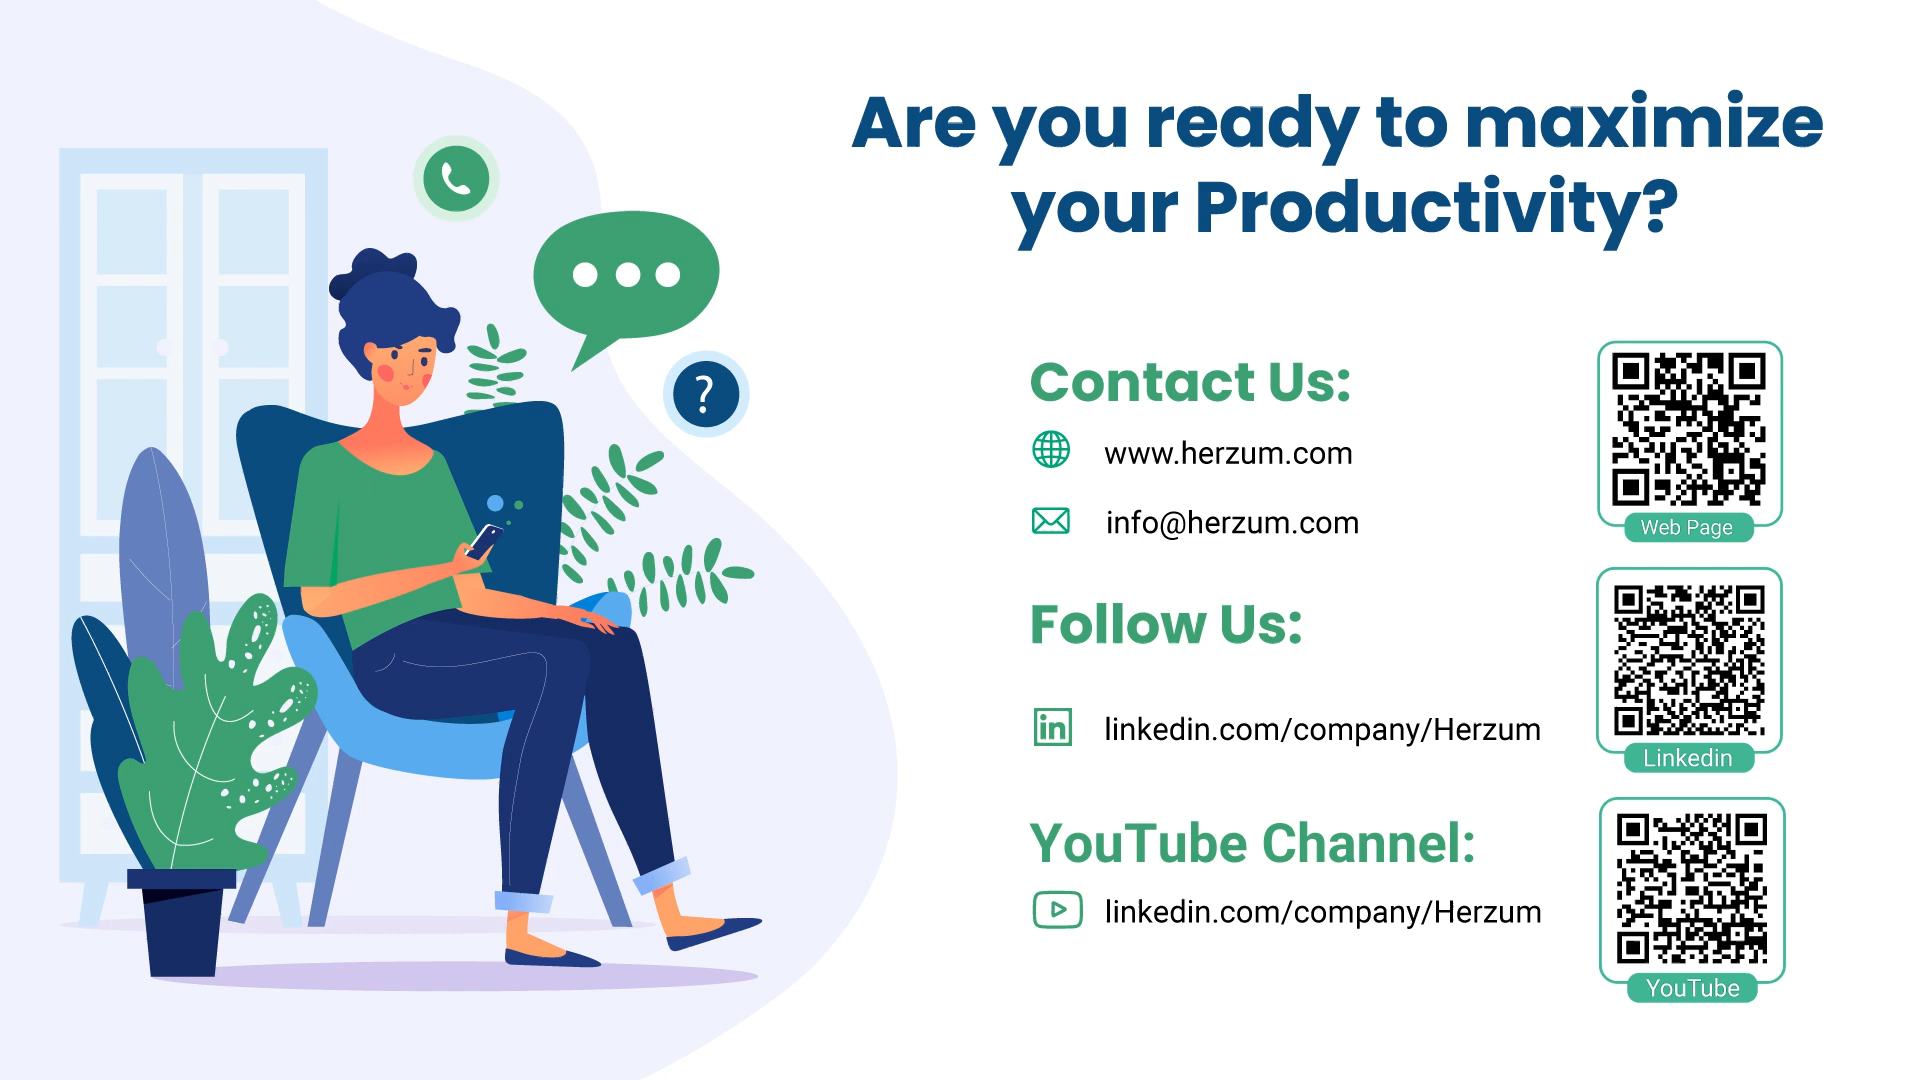 Are you ready to maximize
your Productivity?
?
Contact Us:
www.herzum.com
info@herzum.com
Web Page
Follow Us:
in linkedin.com/company/Herzum
Linkedin
YouTube Channel:
linkedin.com/company/Herzum
YouTube